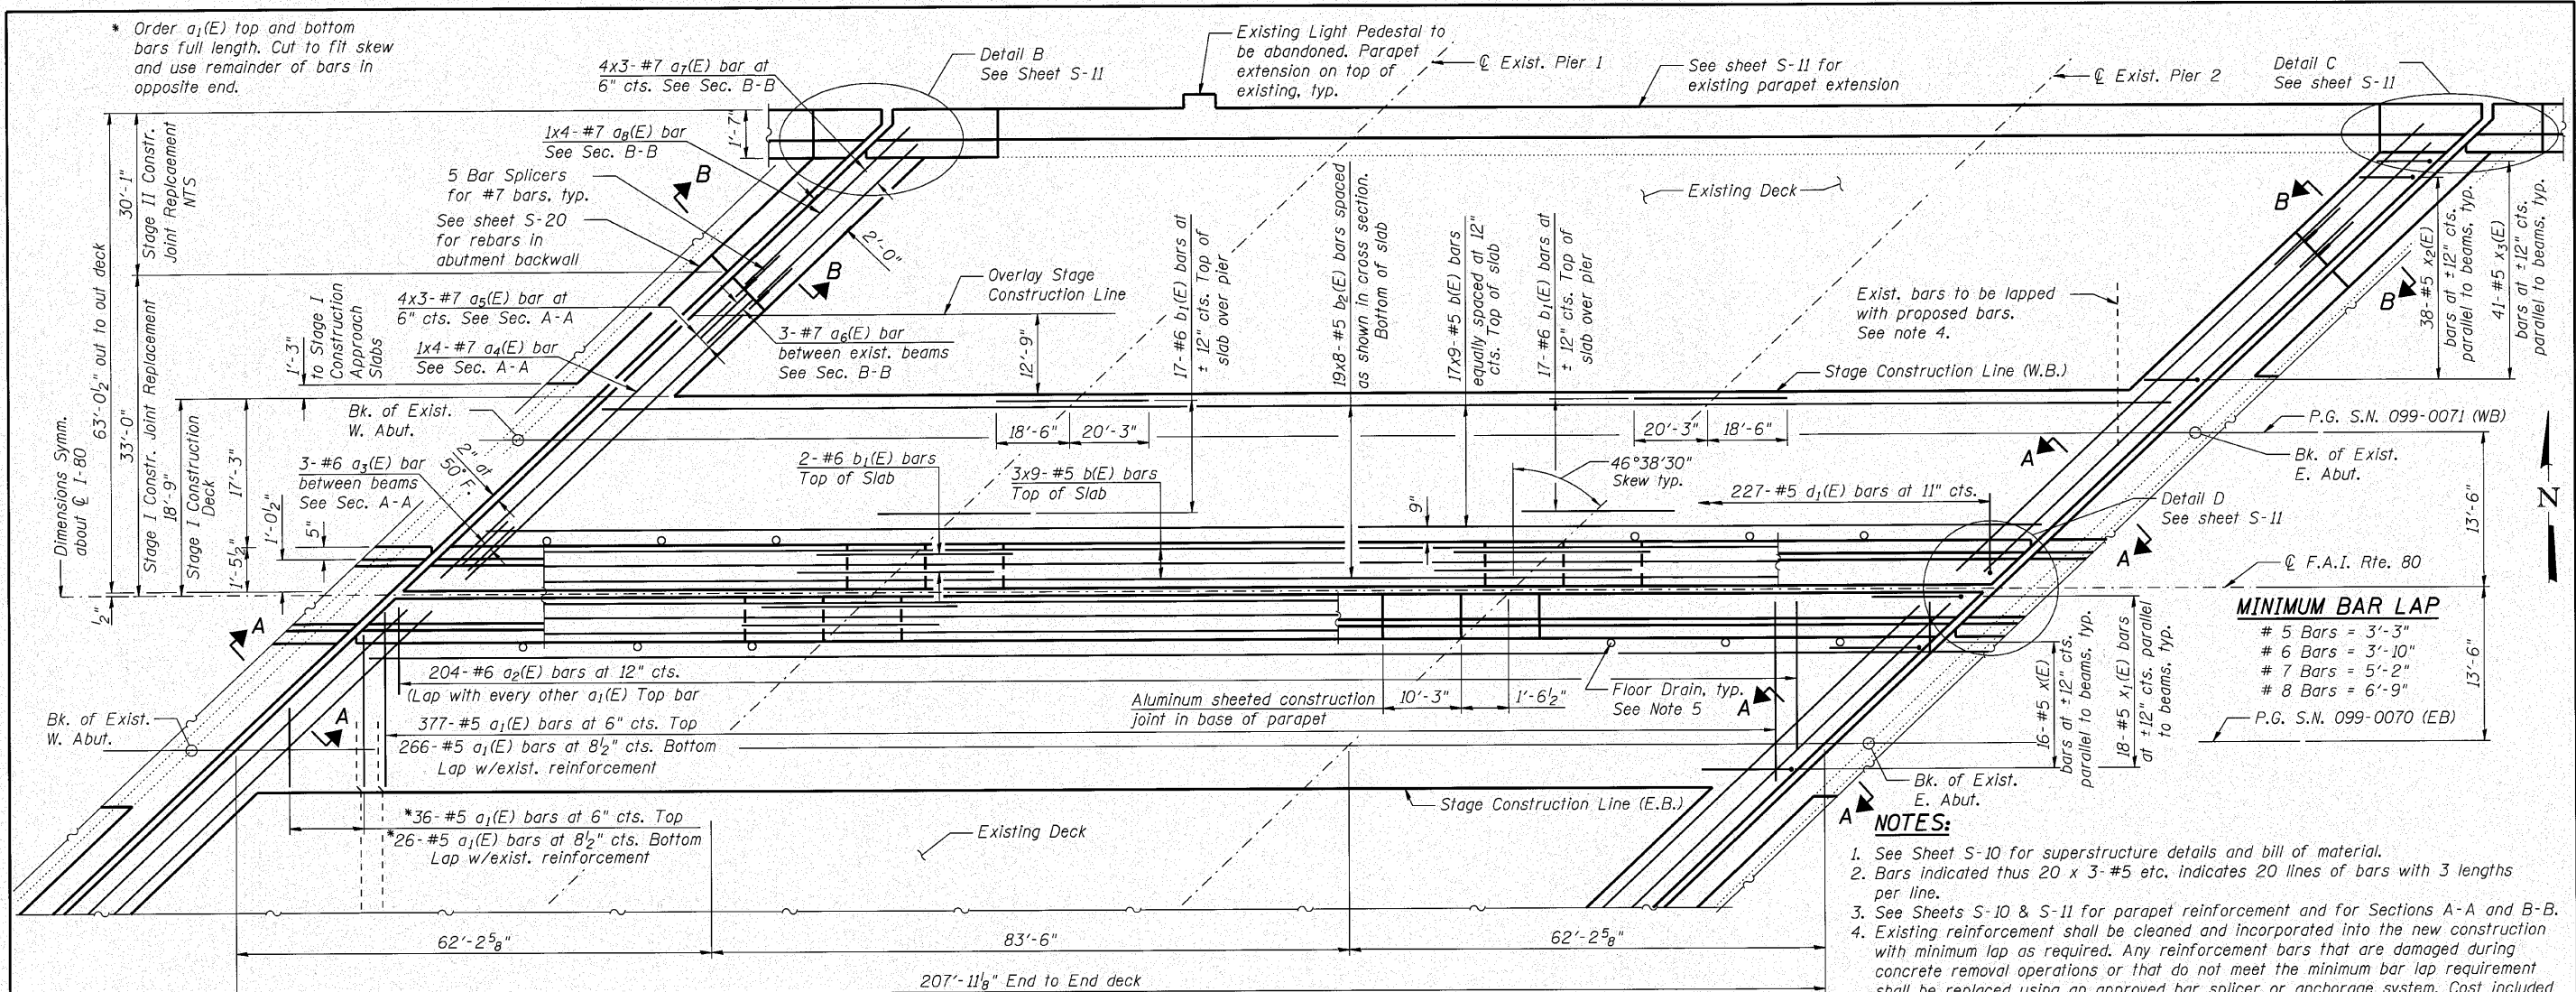 * Order a1(E) top and bottom
bars full length. Cut to fit skew
and use remainder of bars in
opposite end.
4x3-#7 a7(E) bar at
6" cts. See Sec. B-B
Detail B
See Sheet S-11
Existing Light Pedestal to
be abandoned. Parapet
extension on top of
existing, typ.
℄ Exist. Pier 1
See sheet S-11 for
existing parapet extension
℄ Exist. Pier 2
Detail C
See sheet S-11
1x4-#7 a8(E) bar
See Sec. B-B
1'-7"
5 Bar Splicers
for #7 bars, typ.
See sheet S-20
for rebars in
abutment backwall
B
B
2'-0"
Existing Deck
B
B
30'-1"
Stage II Constr.
Joint Replcaement
NTS
63'-0½" out to out deck
33'-0"
Stage I Constr. Joint Replacement
Dimensions Symm.
about ℄ I-80
18'-9"
Stage I Construction
Deck
17'-3"
1'-5½"
1'-0½"
5"
½"
1'-3"
to Stage I
Construction
Approach
Slabs
4x3-#7 a5(E) bar at
6" cts. See Sec. A-A
1x4-#7 a4(E) bar
See Sec. A-A
Overlay Stage
Construction Line
3-#7 a6(E) bar
between exist. beams
See Sec. B-B
12'-9"
17-#6 b1(E) bars at
± 12" cts. Top of
slab over pier
19x8-#5 b2(E) bars spaced
as shown in cross section.
Bottom of slab
17x9-#5 b(E) bars
equally spaced at 12"
cts. Top of slab
17-#6 b1(E) bars at
± 12" cts. Top of
slab over pier
Exist. bars to be lapped
with proposed bars.
See note 4.
38-#5 x2(E)
bars at ±12" cts.
parallel to beams, typ.
41-#5 x3(E)
bars at ±12" cts.
parallel to beams, typ.
Stage Construction Line (W.B.)
Bk. of Exist.
W. Abut.
2" at
50° F.
3-#6 a3(E) bar
between beams
See Sec. A-A
18'-6"
20'-3"
20'-3"
18'-6"
P.G. S.N. 099-0071 (WB)
Bk. of Exist.
E. Abut.
A
2-#6 b1(E) bars
Top of Slab
3x9-#5 b(E) bars
Top of Slab
46°38'30"
Skew typ.
9"
227-#5 d1(E) bars at 11" cts.
Detail D
See sheet S-11
A
13'-6"
N
℄ F.A.I. Rte. 80
A
MINIMUM BAR LAP
# 5 Bars = 3'-3"
# 6 Bars = 3'-10"
# 7 Bars = 5'-2"
# 8 Bars = 6'-9"
13'-6"
P.G. S.N. 099-0070 (EB)
204-#6 a2(E) bars at 12" cts.
(Lap with every other a1(E) Top bar
377-#5 a1(E) bars at 6" cts. Top
266-#5 a1(E) bars at 8½" cts. Bottom
Lap w/exist. reinforcement
Bk. of Exist.
W. Abut.
A
Aluminum sheeted construction
joint in base of parapet
10'-3"
1'-6½"
Floor Drain, typ.
See Note 5
A
16-#5 x(E)
bars at ±12" cts.
parallel to beams, typ.
18-#5 x1(E) bars
at ±12" cts. parallel
to beams, typ.
Bk. of Exist.
E. Abut.
A
Stage Construction Line (E.B.)
*36-#5 a1(E) bars at 6" cts. Top
*26-#5 a1(E) bars at 8½" cts. Bottom
Lap w/exist. reinforcement
Existing Deck
62'-2⅝"
83'-6"
62'-2⅝"
207'-11⅛" End to End deck
NOTES:
1. See Sheet S-10 for superstructure details and bill of material.
2. Bars indicated thus 20 x 3-#5 etc. indicates 20 lines of bars with 3 lengths
per line.
3. See Sheets S-10 & S-11 for parapet reinforcement and for Sections A-A and B-B.
4. Existing reinforcement shall be cleaned and incorporated into the new construction
with minimum lap as required. Any reinforcement bars that are damaged during
concrete removal operations or that do not meet the minimum bar lap requirement
shall be replaced using an approved bar splicer or anchorage system. Cost included